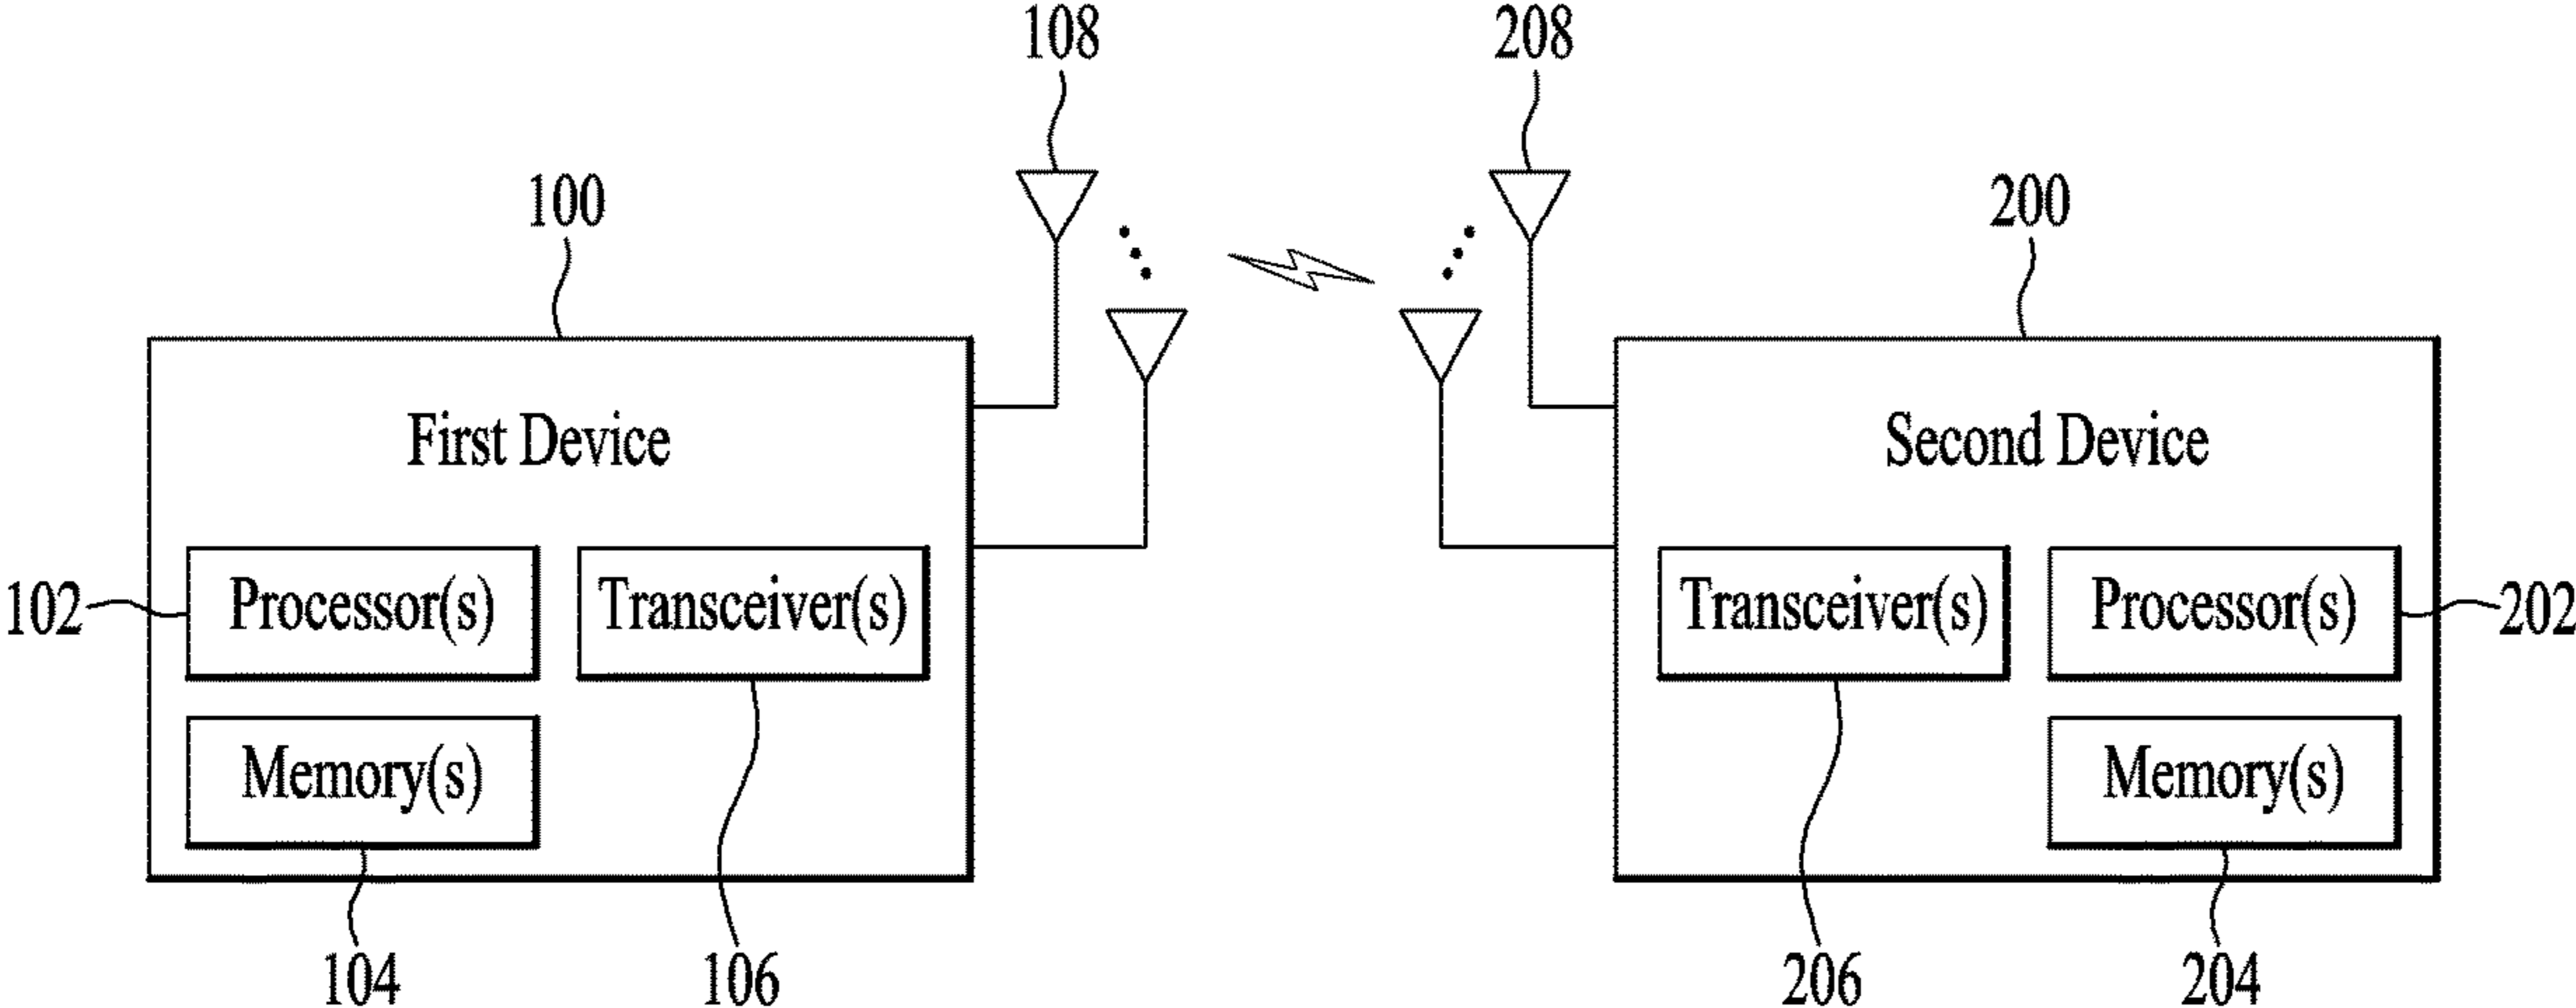 108
208
100
200
First Device
Second Device
102
Processor(s)
Transceiver(s)
Transceiver(s)
Processor(s)
202
Memory(s)
Memory(s)
104
106
206
204